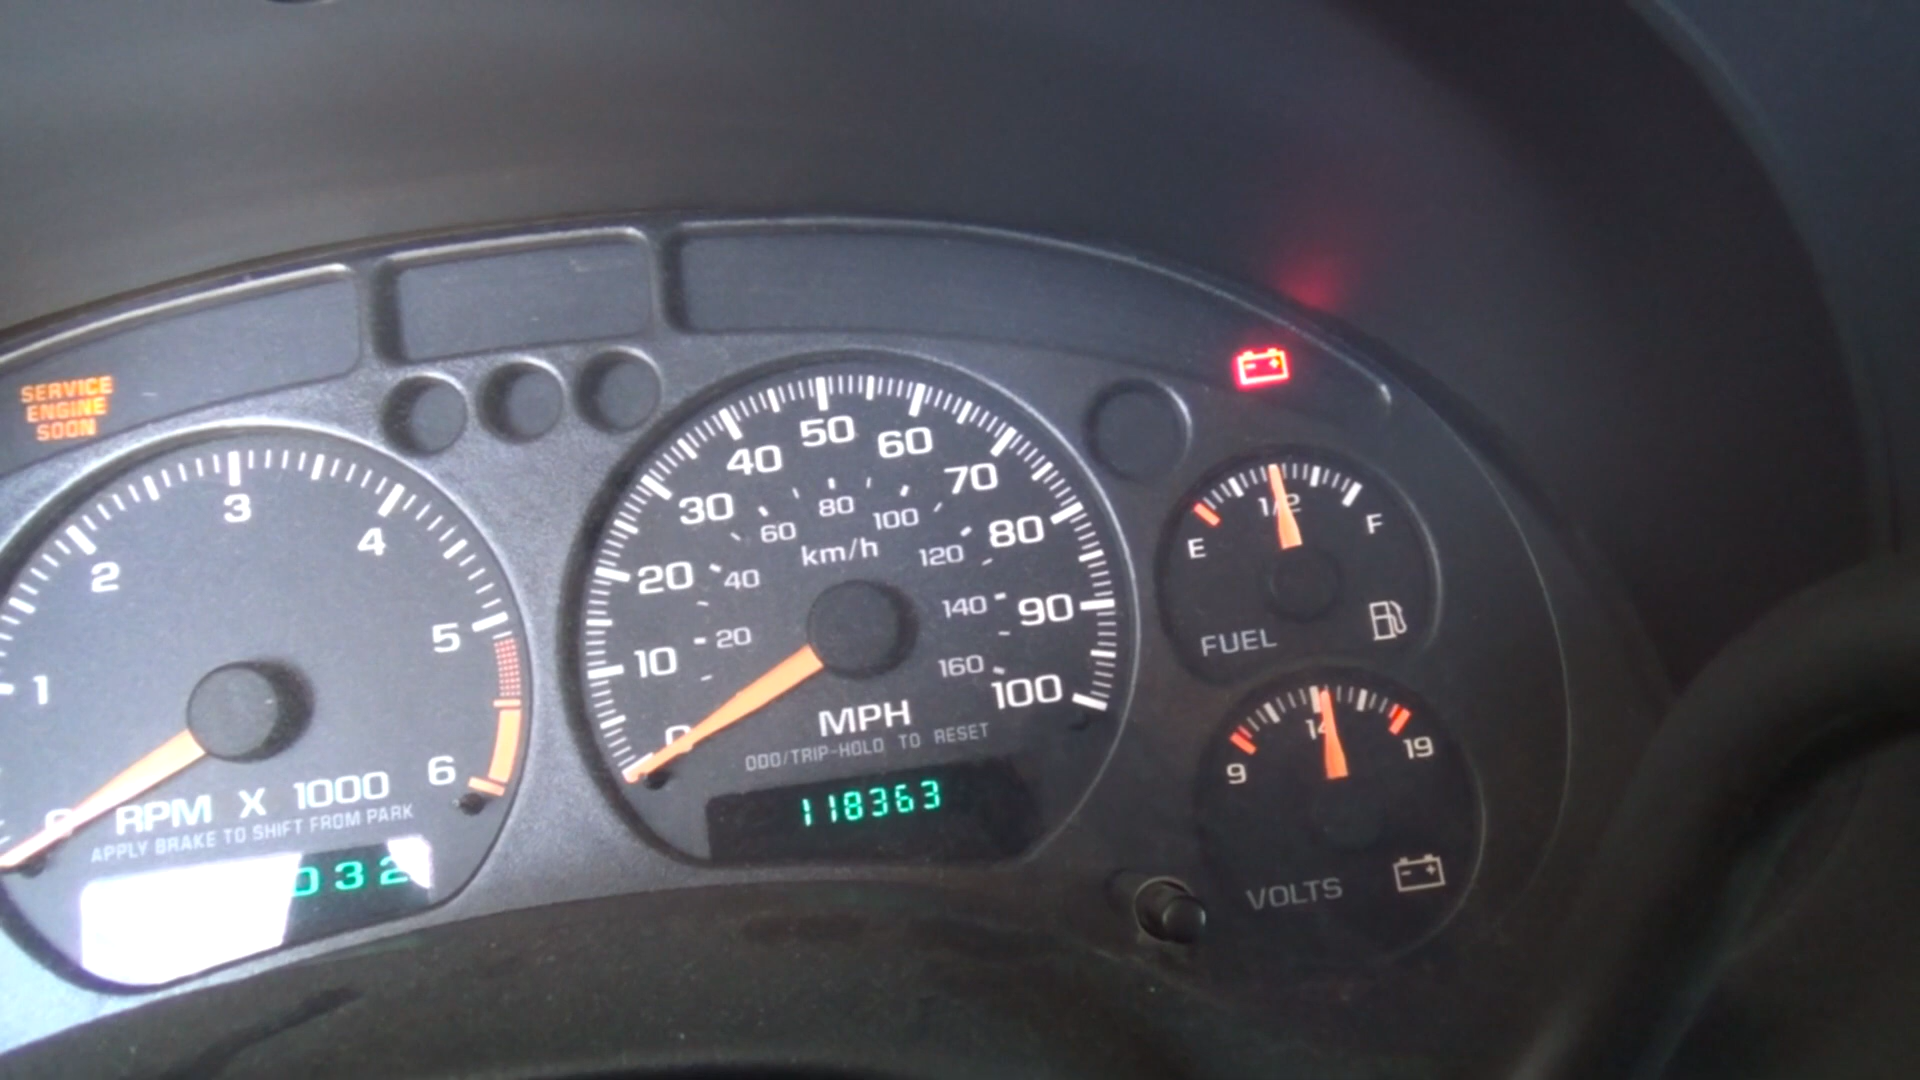 SERVICE
ENGINE
SOON
0
1
2
3
4
5
6
RPM X 1000
APPLY BRAKE TO SHIFT FROM PARK
032
0
10
20
30
40
50
60
70
80
90
100
20
40
60
80
100
120
140
160
km/h
MPH
ODO/TRIP-HOLD TO RESET
118363
E
1/2
F
FUEL
9
14
19
VOLTS